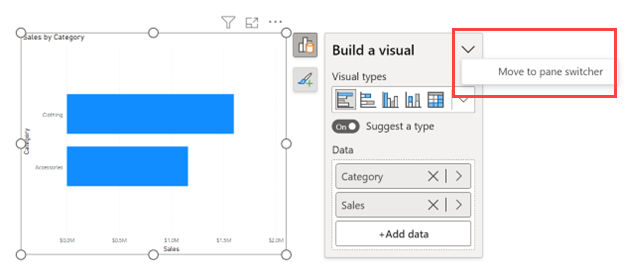 Sales by Category
Clothing
Accessories
Category
$0.0M
$0.5M
$1.0M
$1.5M
$2.0M
Sales
Build a visual
Move to pane switcher
Visual types
On
Suggest a type
Data
Category
Sales
+Add data